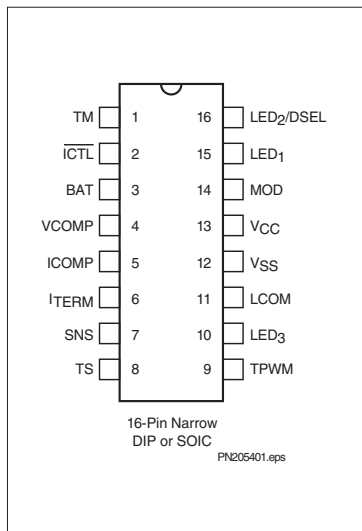 TM 1 16 LED2/DSEL
ICTL 2 15 LED1
BAT 3 14 MOD
VCOMP 4 13 VCC
ICOMP 5 12 VSS
ITERM 6 11 LCOM
SNS 7 10 LED3
TS 8 9 TPWM
16-Pin Narrow
DIP or SOIC
PN205401.eps